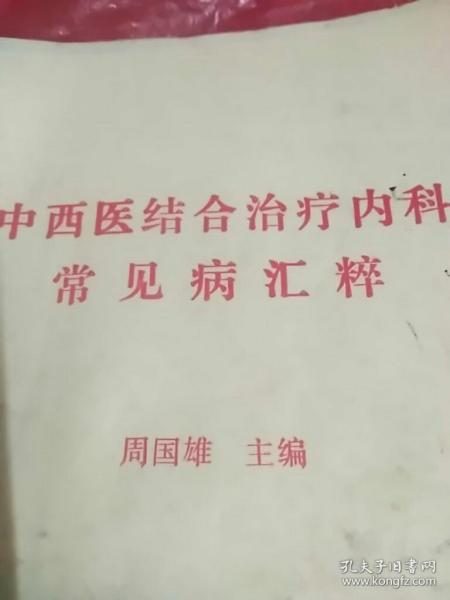 中西医结合治疗内科
常见病汇粹
周国雄 主编
孔夫子旧书网
www.kongfz.com